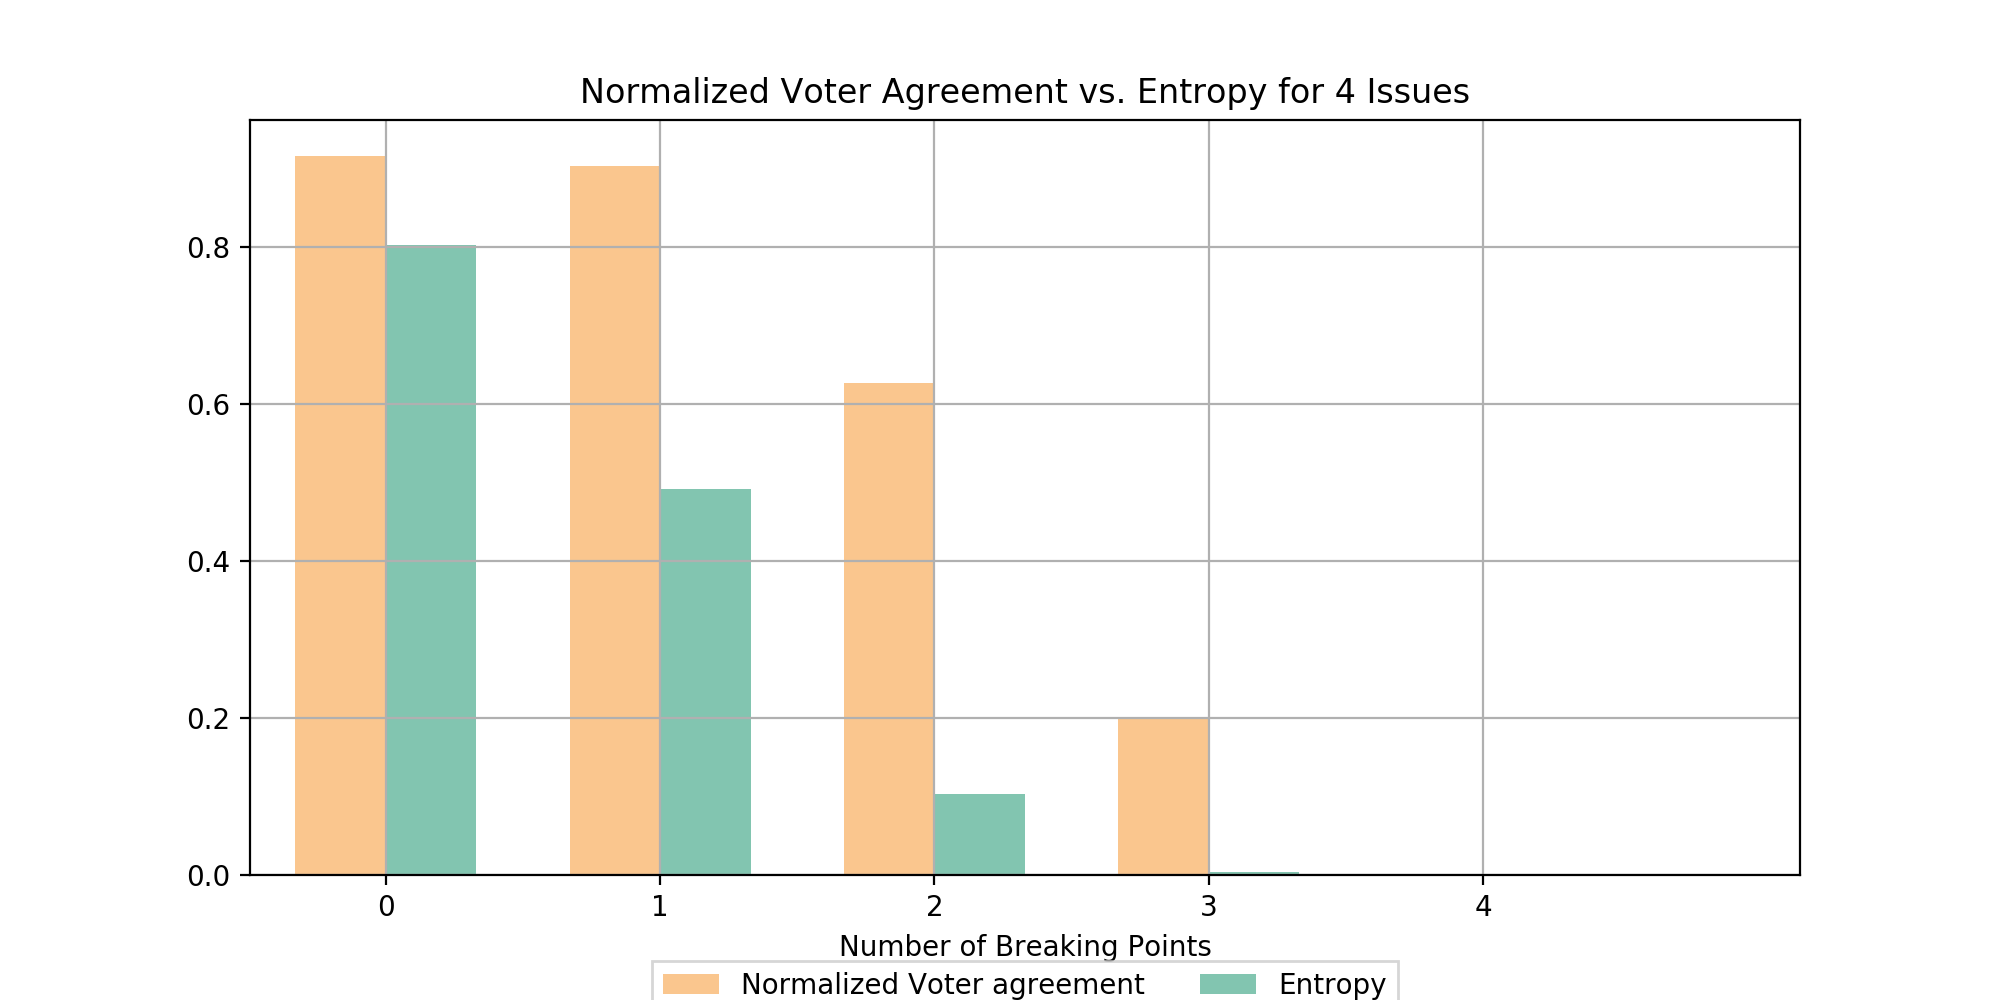 Normalized Voter Agreement vs. Entropy for 4 Issues
0.8
0.6
0.4
0.2
0.0
0 1 2 3 4
Number of Breaking Points
Normalized Voter agreement Entropy